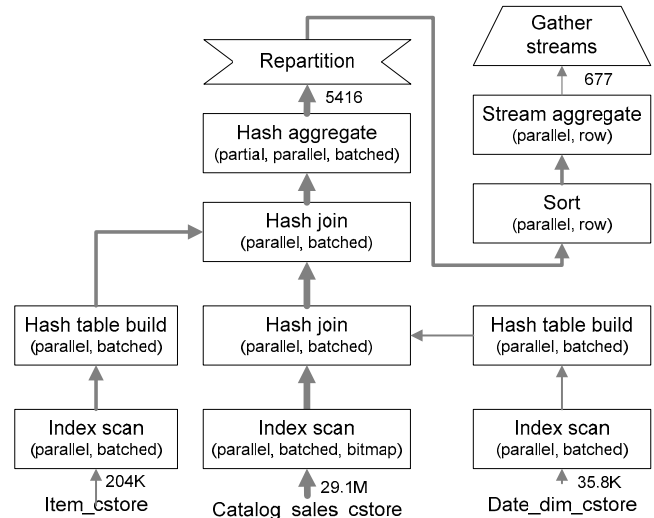 Gather
streams
677
Repartition
5416
Stream aggregate
(parallel, row)
Hash aggregate
(partial, parallel, batched)
Sort
(parallel, row)
Hash join
(parallel, batched)
Hash table build
(parallel, batched)
Hash join
(parallel, batched)
Hash table build
(parallel, batched)
Index scan
(parallel, batched)
Index scan
(parallel, batched, bitmap)
Index scan
(parallel, batched)
204K
Item_cstore
29.1M
Catalog_sales_cstore
35.8K
Date_dim_cstore